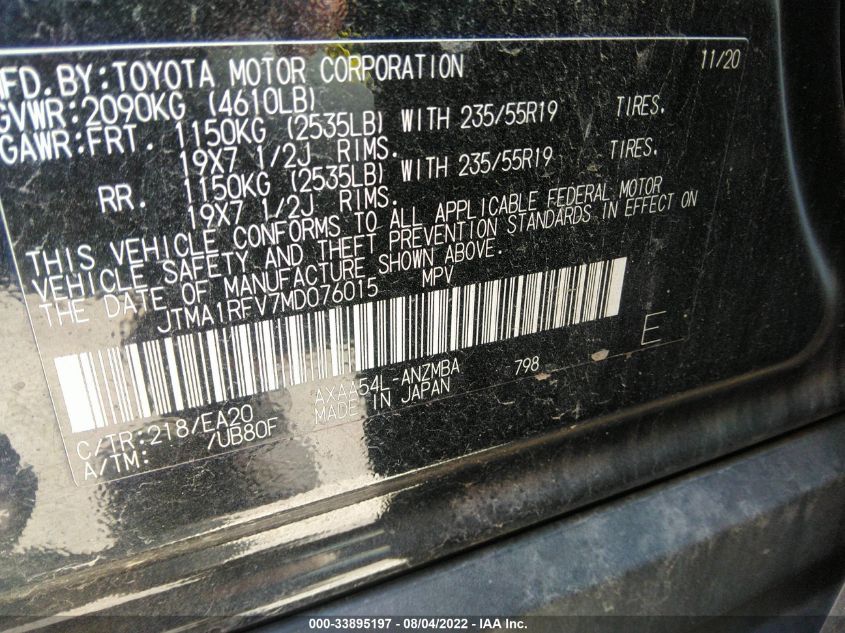 MFD.BY:TOYOTA MOTOR CORPORATION 11/20
GVWR:2090KG (4610LB)
GAWR:FRT. 1150KG (2535LB) WITH 235/55R19 TIRES.
19X7 1/2J RIMS.
RR. 1150KG (2535LB) WITH 235/55R19 TIRES.
19X7 1/2J RIMS.
THIS VEHICLE CONFORMS TO ALL APPLICABLE FEDERAL MOTOR
VEHICLE SAFETY AND THEFT PREVENTION STANDARDS IN EFFECT ON
THE DATE OF MANUFACTURE SHOWN ABOVE.
JTMA1RFV7MD076015 MPV
E
C/TR:218/EA20 AXAA54L-ANZMBA 798
A/TM: /UB80F MADE IN JAPAN
000-33895197 - 08/04/2022 - IAA Inc.